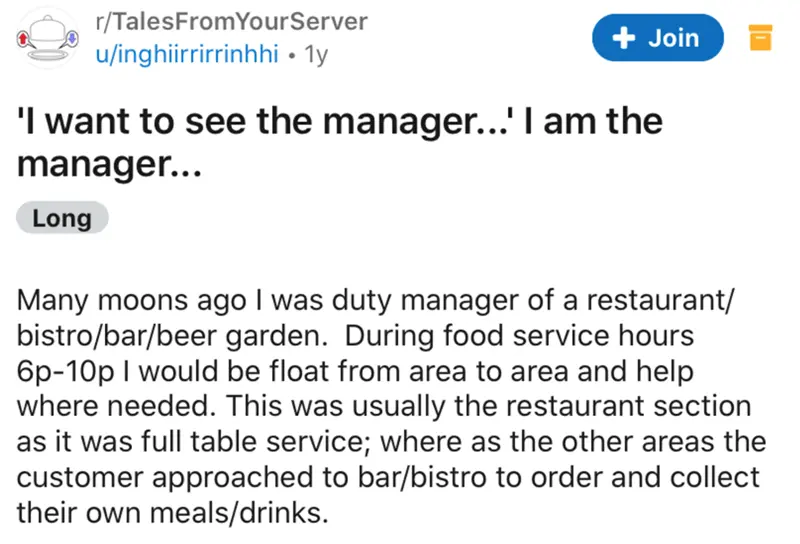 r/TalesFromYourServer
u/inghiirrirrinhhi • 1y
+ Join
'I want to see the manager...' I am the
manager...
Long
Many moons ago I was duty manager of a restaurant/
bistro/bar/beer garden.  During food service hours
6p-10p I would be float from area to area and help
where needed. This was usually the restaurant section
as it was full table service; where as the other areas the
customer approached to bar/bistro to order and collect
their own meals/drinks.